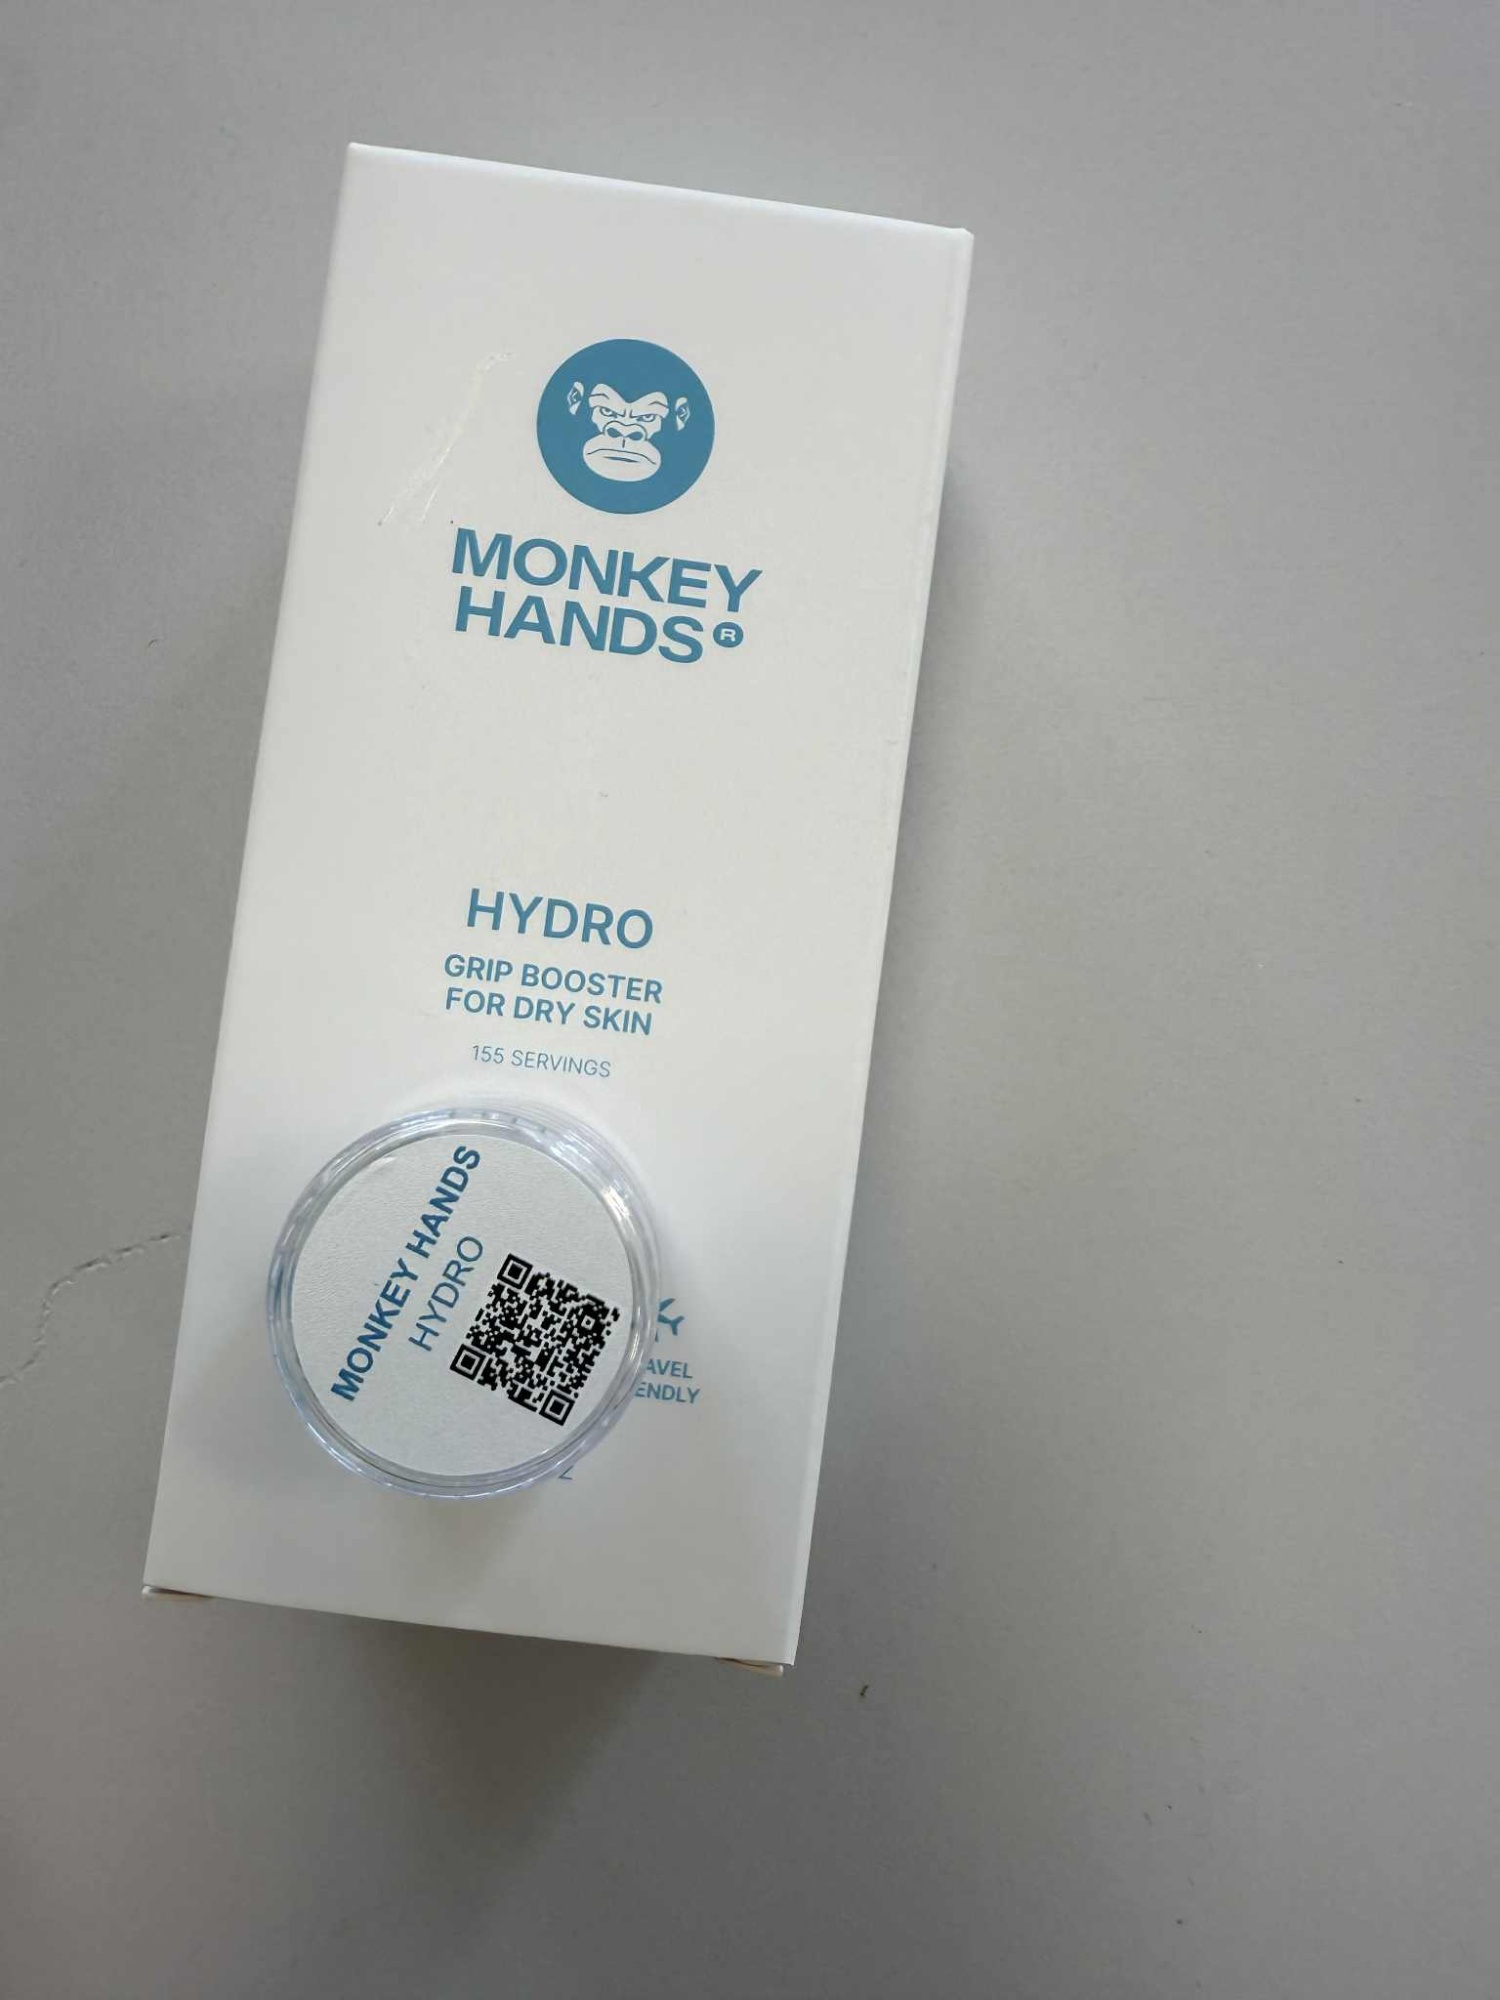 MONKEY
HANDS®
HYDRO
GRIP BOOSTER
FOR DRY SKIN
155 SERVINGS
MONKEY HANDS
HYDRO